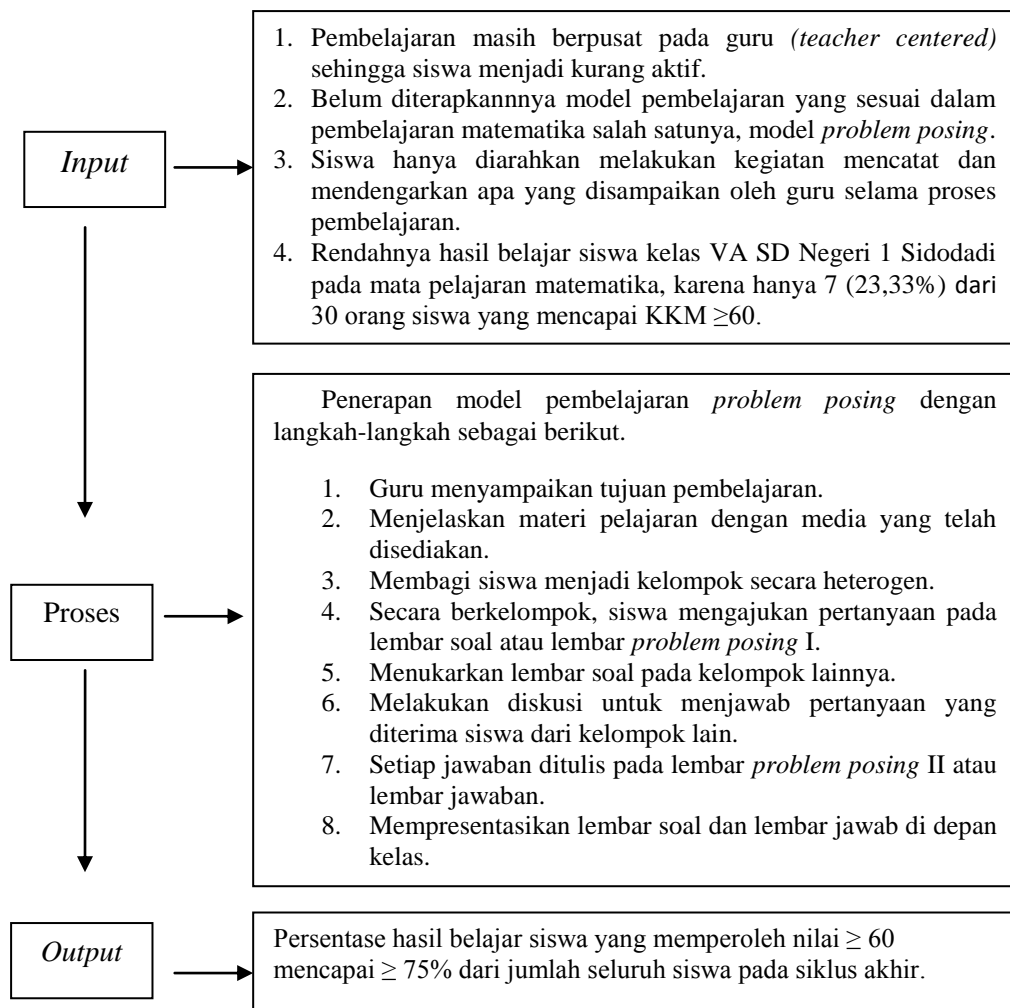 1. Pembelajaran masih berpusat pada guru (teacher centered)
sehingga siswa menjadi kurang aktif.
2. Belum diterapkannnya model pembelajaran yang sesuai dalam
pembelajaran matematika salah satunya, model problem posing.
Input
3. Siswa hanya diarahkan melakukan kegiatan mencatat dan
mendengarkan apa yang disampaikan oleh guru selama proses
pembelajaran.
4. Rendahnya hasil belajar siswa kelas VA SD Negeri 1 Sidodadi
pada mata pelajaran matematika, karena hanya 7 (23,33%) dari
30 orang siswa yang mencapai KKM ≥60.
Penerapan model pembelajaran problem posing dengan
langkah-langkah sebagai berikut.
1. Guru menyampaikan tujuan pembelajaran.
2. Menjelaskan materi pelajaran dengan media yang telah
disediakan.
3. Membagi siswa menjadi kelompok secara heterogen.
Proses
4. Secara berkelompok, siswa mengajukan pertanyaan pada
lembar soal atau lembar problem posing I.
5. Menukarkan lembar soal pada kelompok lainnya.
6. Melakukan diskusi untuk menjawab pertanyaan yang
diterima siswa dari kelompok lain.
7. Setiap jawaban ditulis pada lembar problem posing II atau
lembar jawaban.
8. Mempresentasikan lembar soal dan lembar jawab di depan
kelas.
Output
Persentase hasil belajar siswa yang memperoleh nilai ≥ 60
mencapai ≥ 75% dari jumlah seluruh siswa pada siklus akhir.